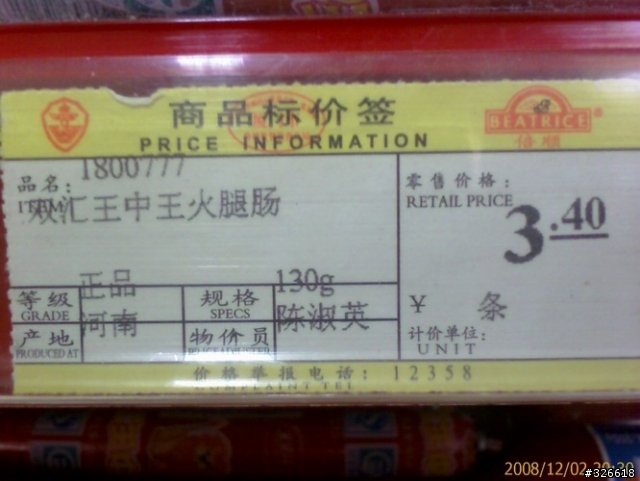 商品标价签
PRICE INFORMATION
BEATRICE®
倍顺
品名: 1800777
ITEM
双汇王中王火腿肠
零售价格:
RETAIL PRICE
3.40
等级 正品 规格 130g
GRADE SPECS
产地 河南 物价员 陈淑英
PRODUCED AT
¥ 条
计价单位:
UNIT
价格举报电话: 12358
COMPLAINT TEL
2008/12/02 20:30
#326618